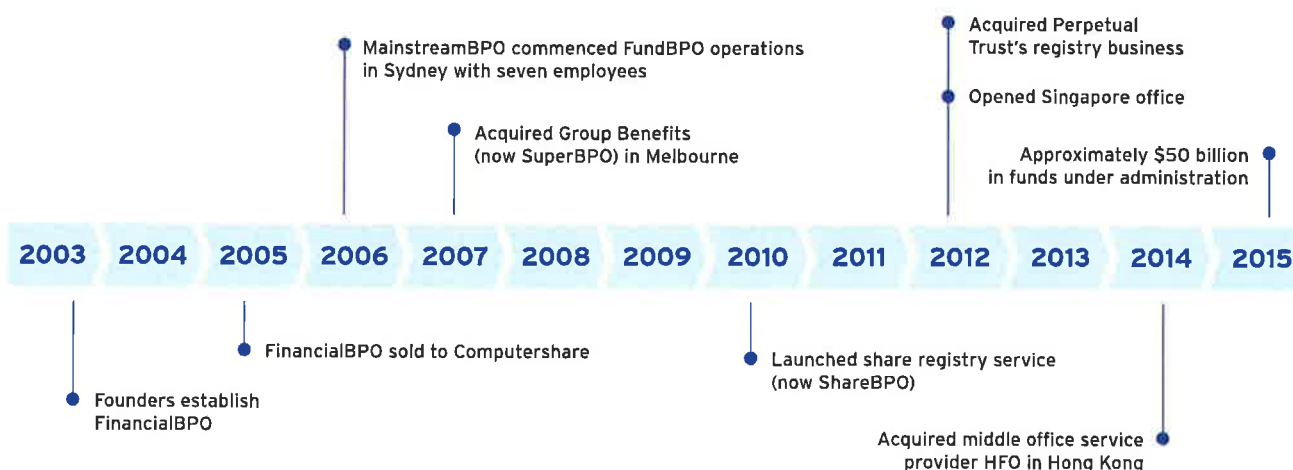 Acquired Perpetual
Trust's registry business
MainstreamBPO commenced FundBPO operations
in Sydney with seven employees
Opened Singapore office
Acquired Group Benefits
(now SuperBPO) in Melbourne
Approximately $50 billion
in funds under administration
2003 2004 2005 2006 2007 2008 2009 2010 2011 2012 2013 2014 2015
FinancialBPO sold to Computershare
Launched share registry service
(now ShareBPO)
Founders establish
FinancialBPO
Acquired middle office service
provider HFO in Hong Kong